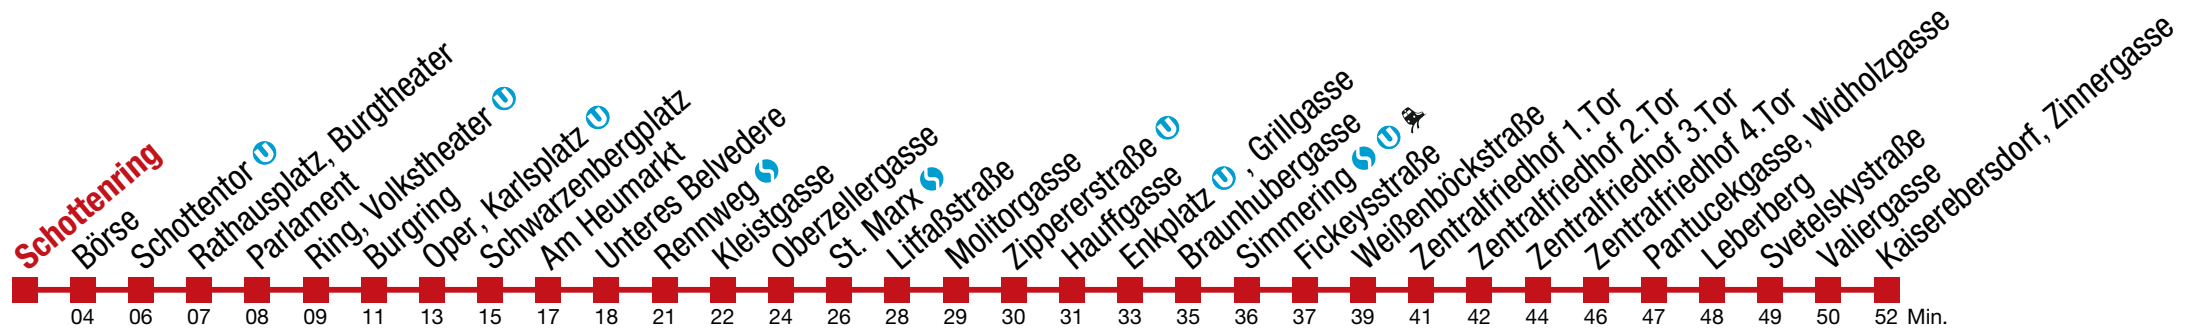 Schottenring
Börse
Schottentor U
Rathausplatz, Burgtheater
Parlament
Ring, Volkstheater U
Burgring
Oper, Karlsplatz U
Schwarzenbergplatz
Am Heumarkt
Unteres Belvedere
Rennweg S
Kleistgasse
Oberzellergasse
St. Marx S
Litfaßstraße
Molitorgasse
Zippererstraße U
Hauffgasse
Enkplatz U , Grillgasse
Braunhubergasse
Simmering S U
Fickeysstraße
Weißenböckstraße
Zentralfriedhof 1.Tor
Zentralfriedhof 2.Tor
Zentralfriedhof 3.Tor
Zentralfriedhof 4.Tor
Pantucekgasse, Widholzgasse
Leberberg
Svetelskystraße
Valiergasse
Kaiserebersdorf, Zinnergasse
04 06 07 08 09 11 13 15 17 18 21 22 24 26 28 29 30 31 33 35 36 37 39 41 42 44 46 47 48 49 50 52 Min.